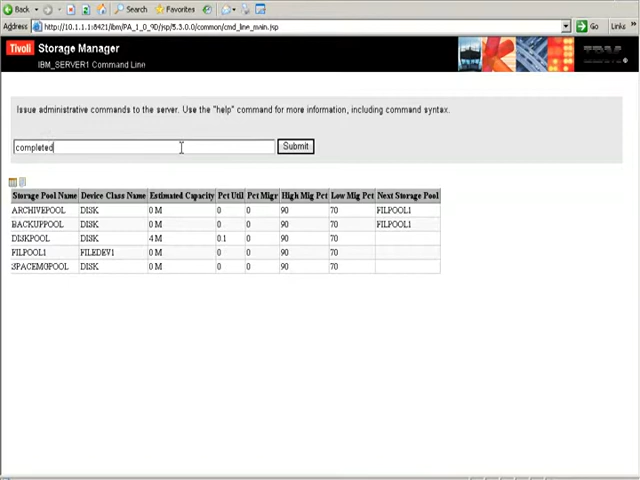 Back Search Favorites
Address http://10.1.1.1:8421/ibm/PA_1_0_9D/jsp/5.3.0.0/common/cmd_line_main.jsp Go Links »
Tivoli Storage Manager
IBM_SERVER1 Command Line
Issue administrative commands to the server. Use the "help" command for more information, including command syntax.
completed Submit
Storage Pool Name Device Class Name Estimated Capacity Pct Util Pct Migr High Mig Pct Low Mig Pct Next Storage Pool
ARCHIVEPOOL DISK 0 M 0 0 90 70 FILPOOL1
BACKUPPOOL DISK 0 M 0 0 90 70 FILPOOL1
DISKPOOL DISK 4 M 0.1 0 90 70
FILPOOL1 FILEDEV1 0 M 0 0 90 70
SPACEMGPOOL DISK 0 M 0 0 90 70